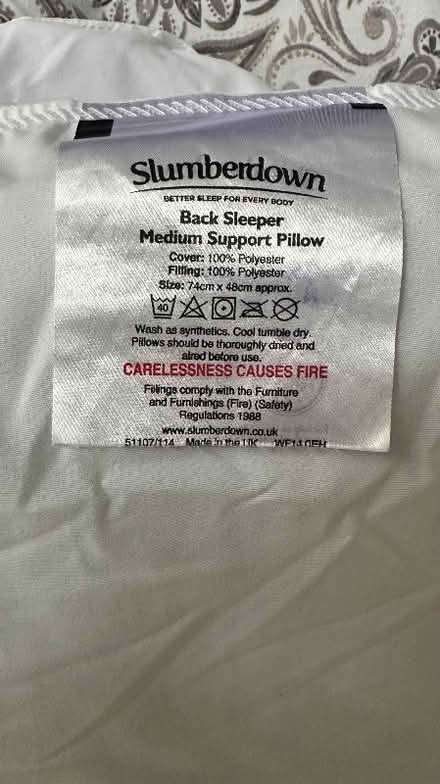 Slumberdown
BETTER SLEEP FOR EVERY BODY
Back Sleeper
Medium Support Pillow
Cover: 100% Polyester
Filling: 100% Polyester
Size: 74cm x 48cm approx.
40
Wash as synthetics. Cool tumble dry.
Pillows should be thoroughly dried and
aired before use.
CARELESSNESS CAUSES FIRE
Fillings comply with the Furniture
and Furnishings (Fire) (Safety)
Regulations 1988
www.slumberdown.co.uk
51107/114 Made in the UK WF14 0EH